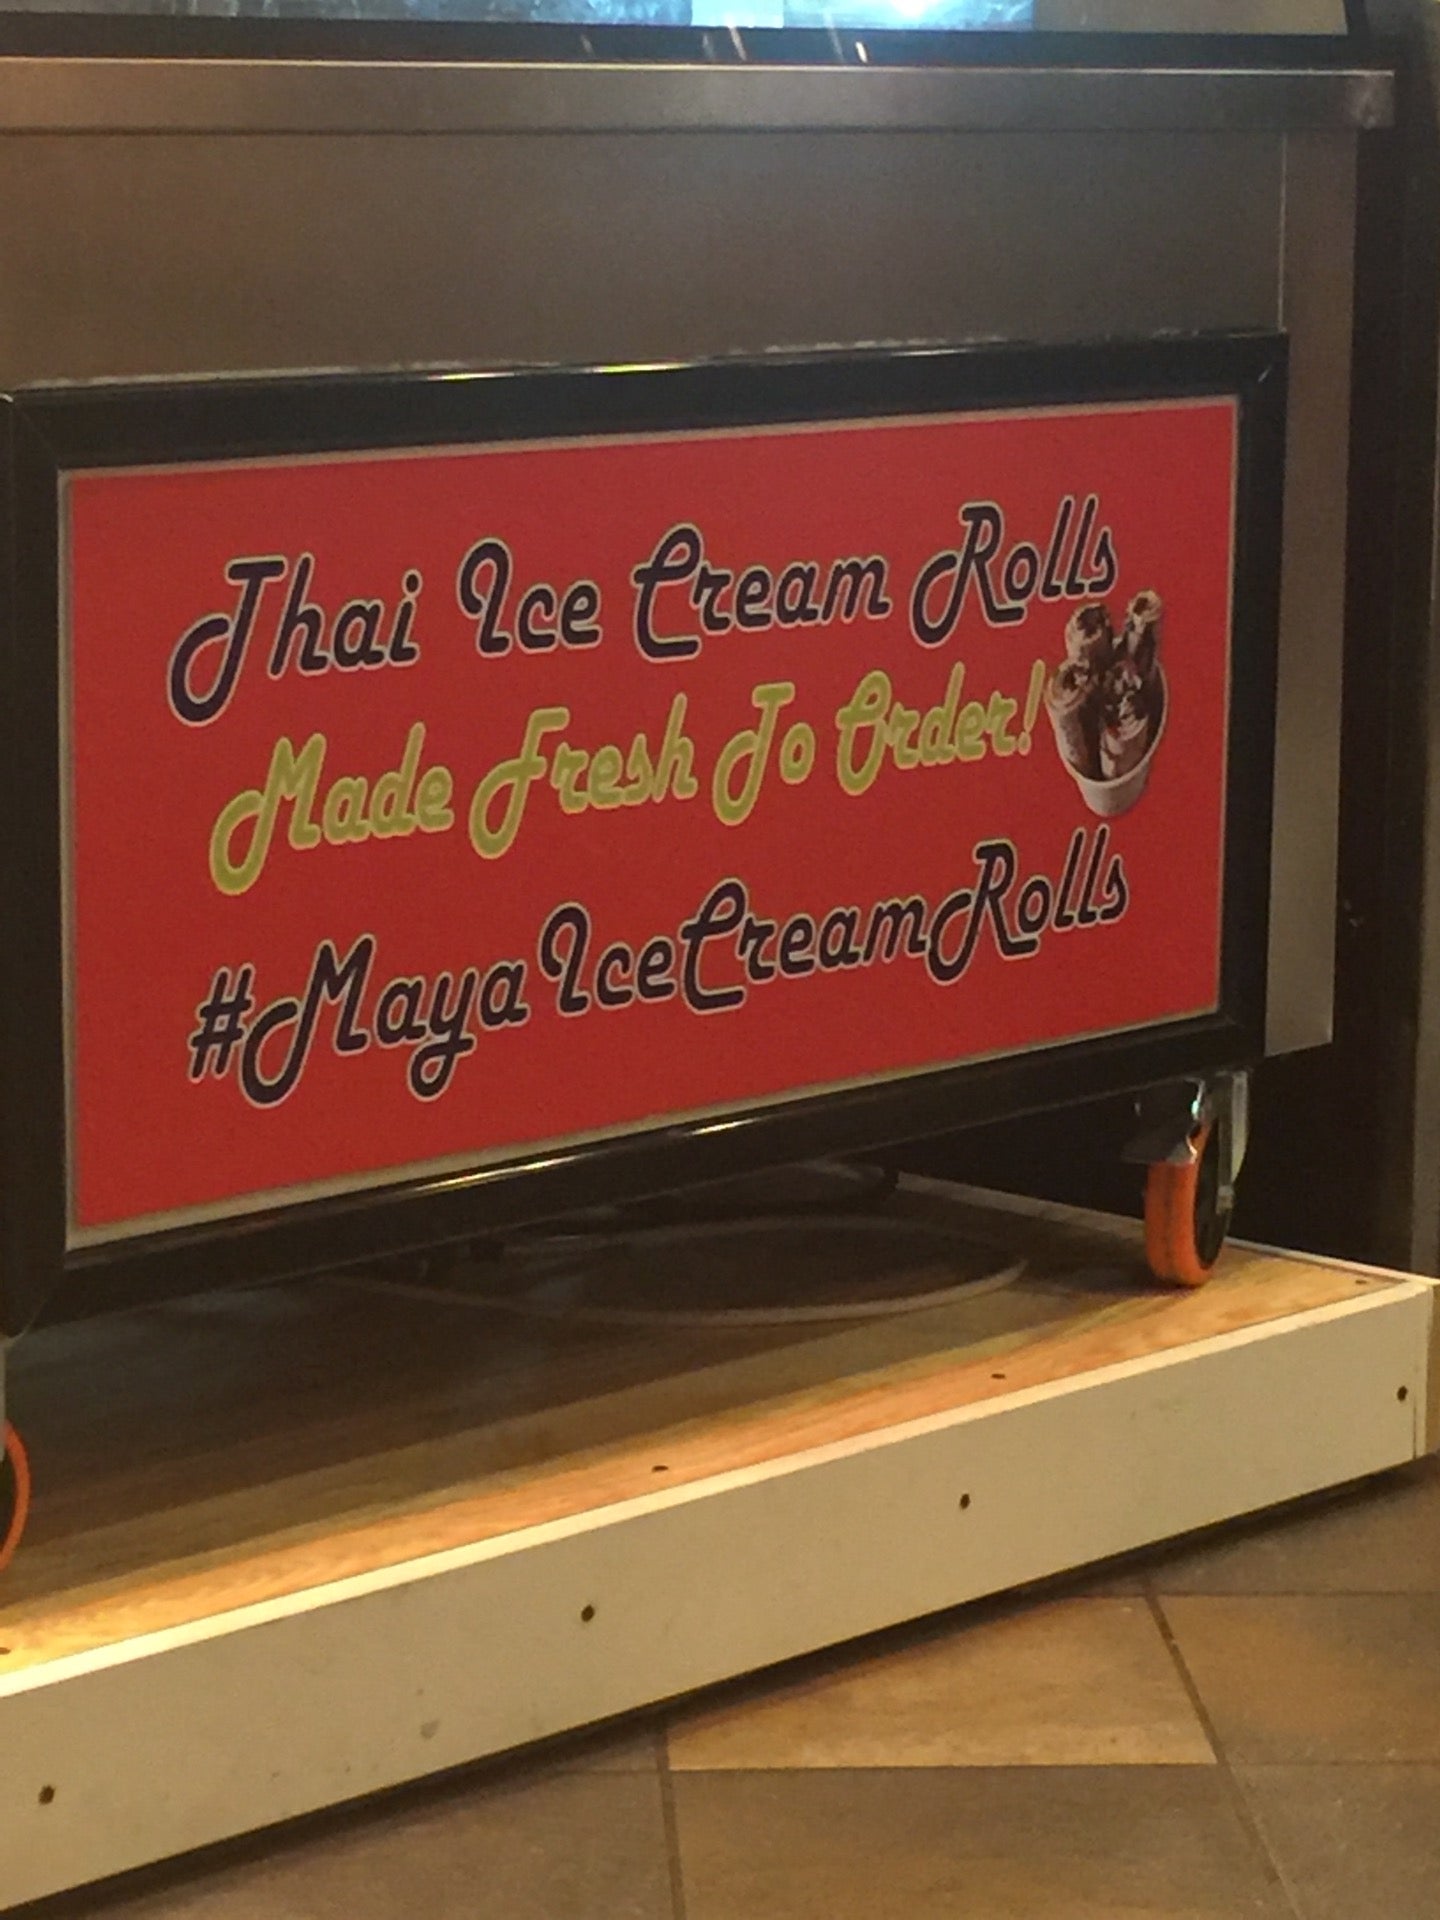 Thai Ice Cream Rolls
Made Fresh To Order!
#MayaIceCreamRolls